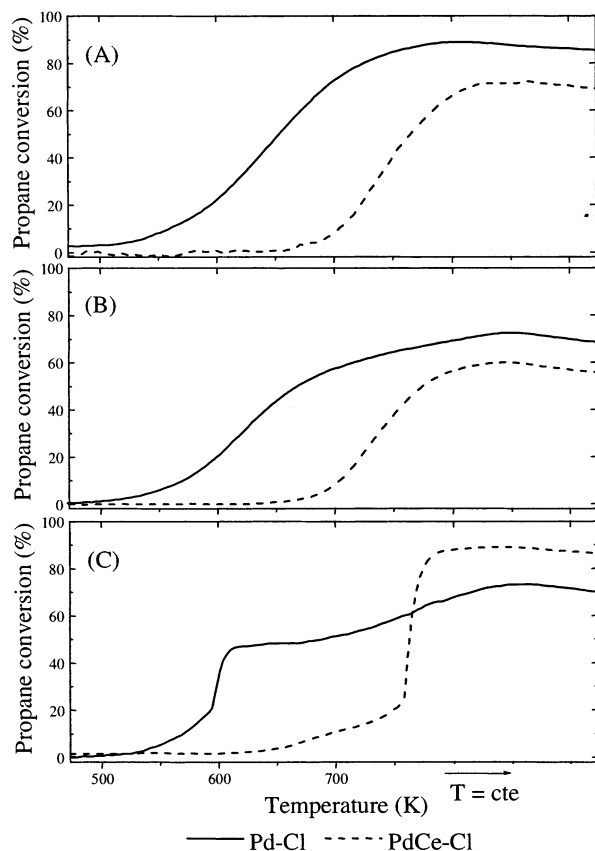 100
80
60
40
20
0
Propane conversion (%)
(A)
100
80
60
40
20
0
Propane conversion (%)
(B)
100
80
60
40
20
0
Propane conversion (%)
(C)
500
600
700
Temperature (K)
T = cte
Pd-Cl
PdCe-Cl